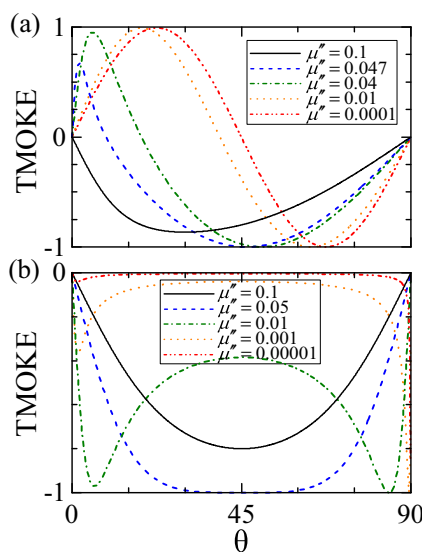 (a)
1
0
-1
TMOKE
μ″ = 0.1
μ″ = 0.047
μ″ = 0.04
μ″ = 0.01
μ″ = 0.0001
(b)
0
-1
TMOKE
μ″ = 0.1
μ″ = 0.05
μ″ = 0.01
μ″ = 0.001
μ″ = 0.00001
0 45 90
θ